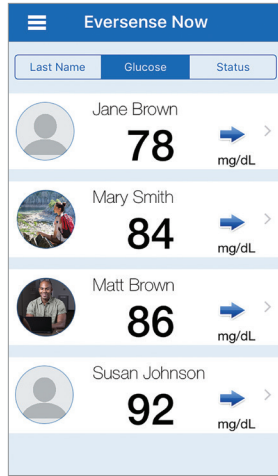 Eversense Now
Last Name Glucose Status
Jane Brown
78
mg/dL
Mary Smith
84
mg/dL
Matt Brown
86
mg/dL
Susan Johnson
92
mg/dL